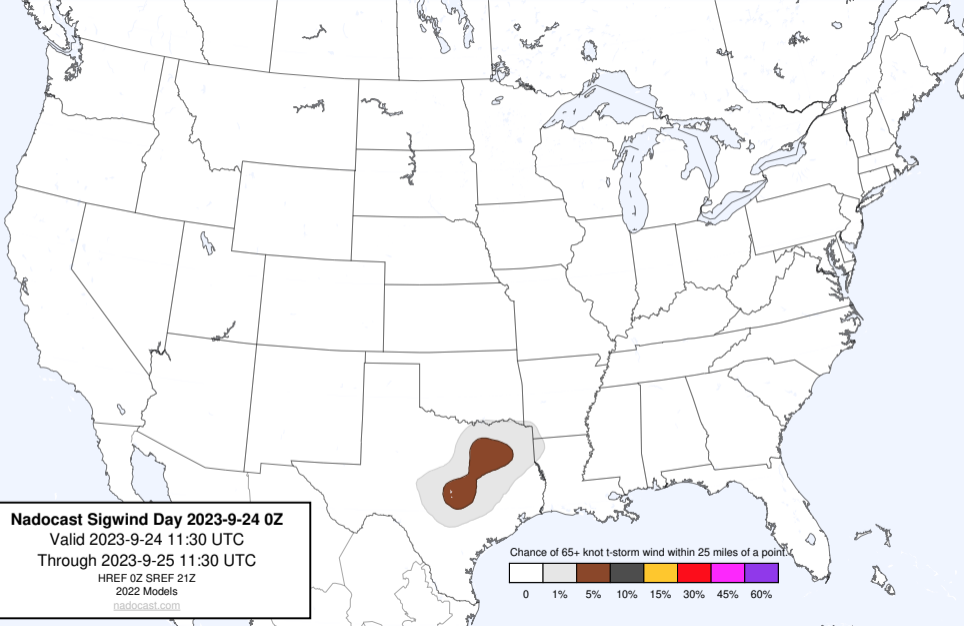 Nadocast Sigwind Day 2023-9-24 0Z
Valid 2023-9-24 11:30 UTC
Through 2023-9-25 11:30 UTC
HREF 0Z SREF 21Z
2022 Models
nadocast.com
Chance of 65+ knot t-storm wind within 25 miles of a point.
0 1% 5% 10% 15% 30% 45% 60%